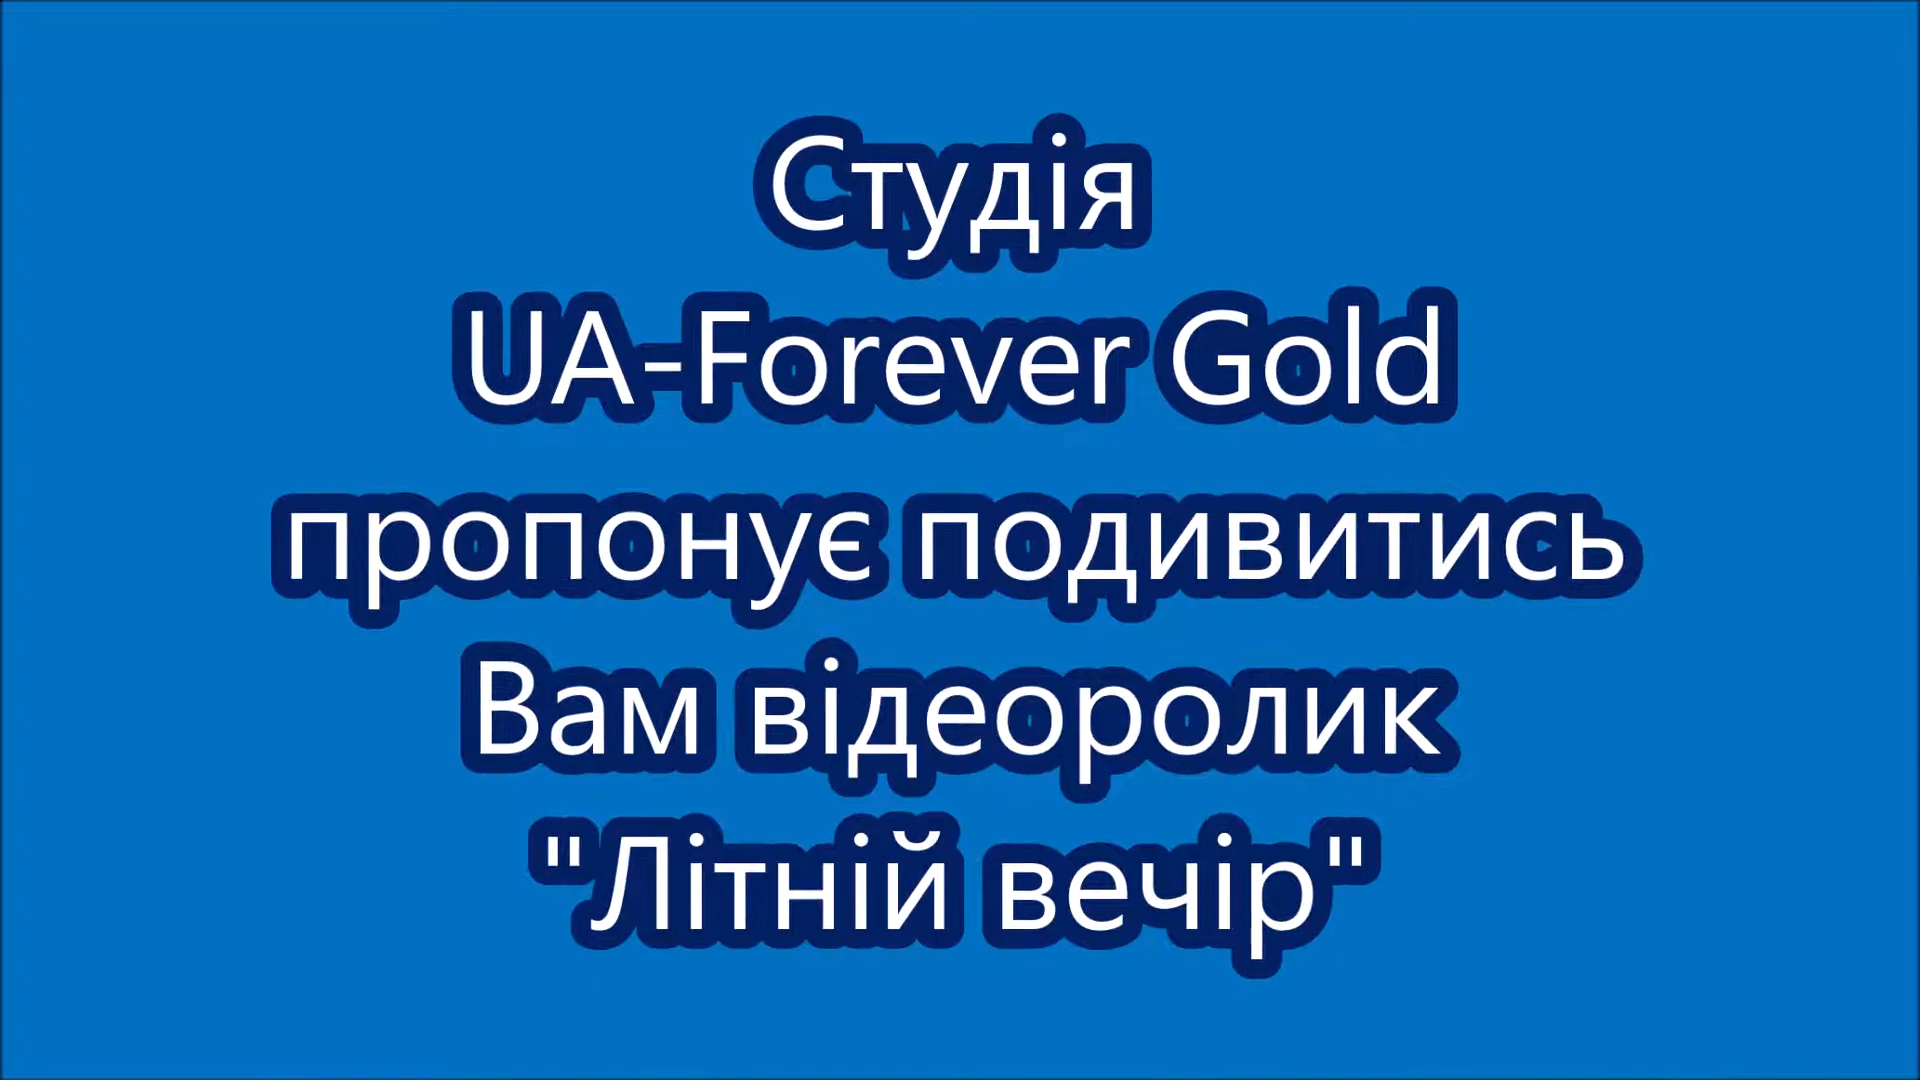 Студія
UA-Forever Gold
пропонує подивитись
Вам відеоролик
"Літній вечір"